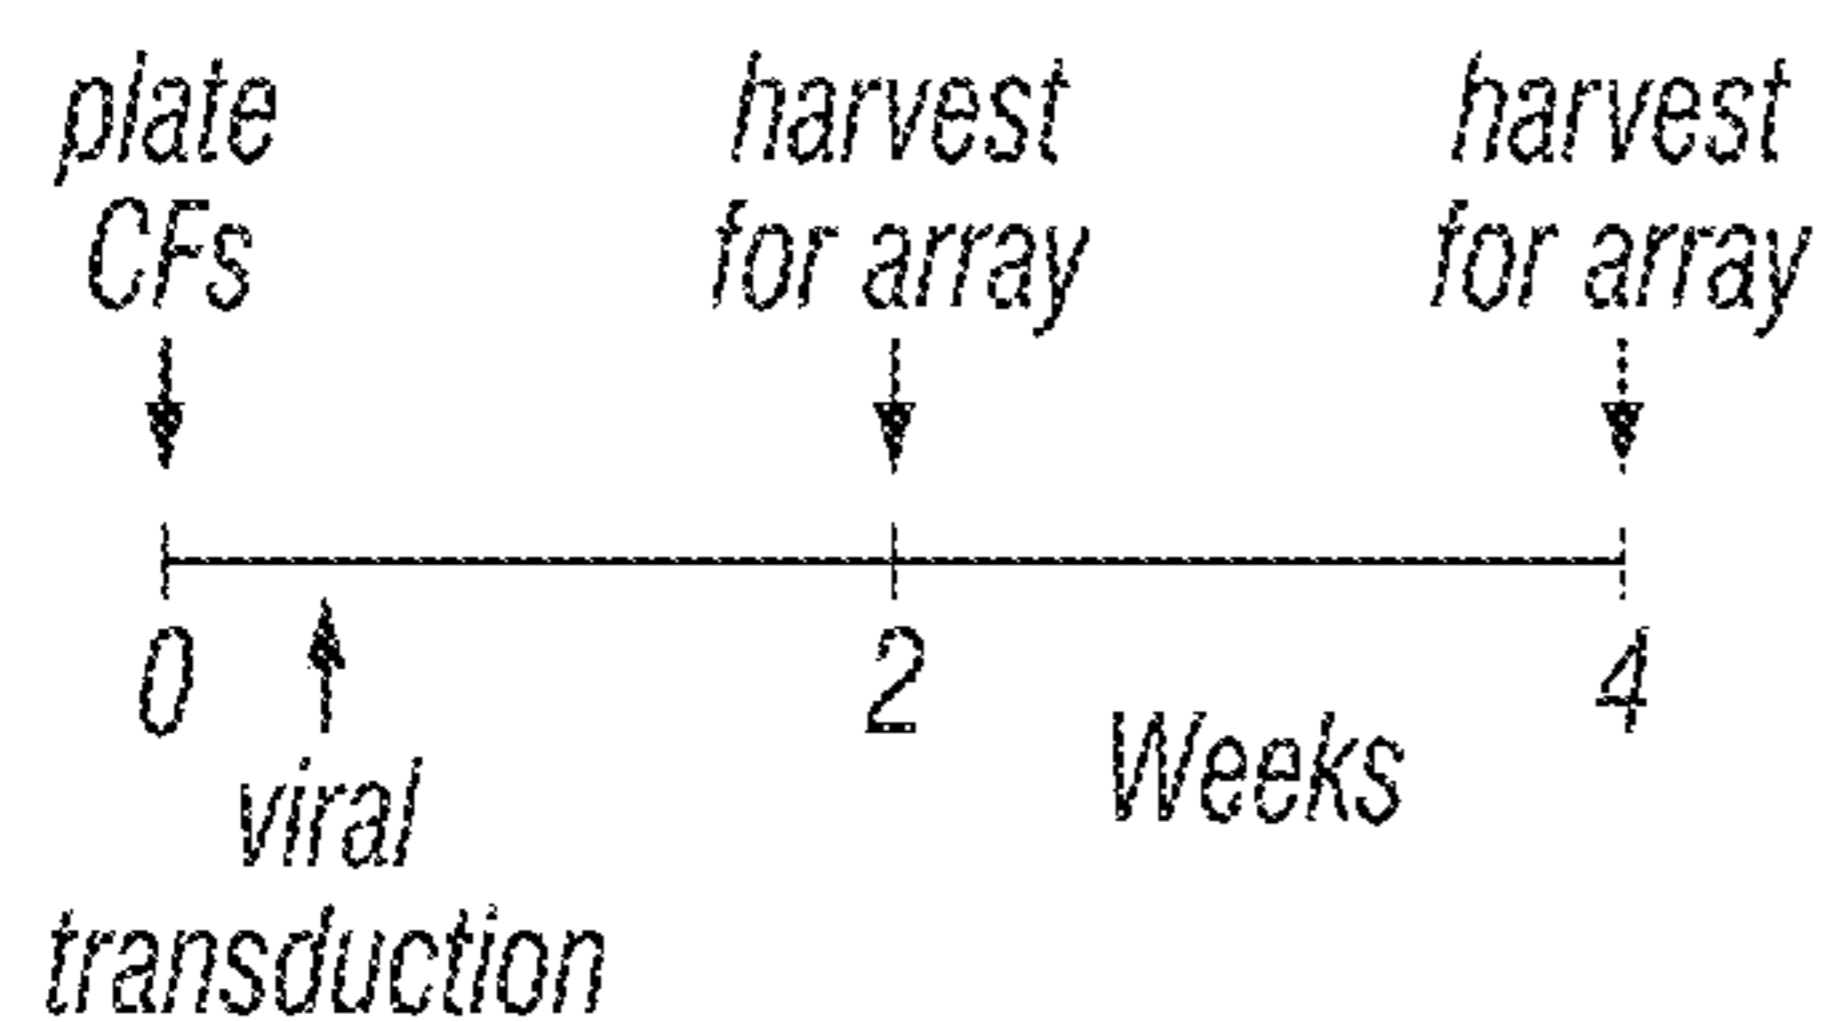 plate
CFs
harvest
for array
harvest
for array
0
2
4
Weeks
viral
transduction